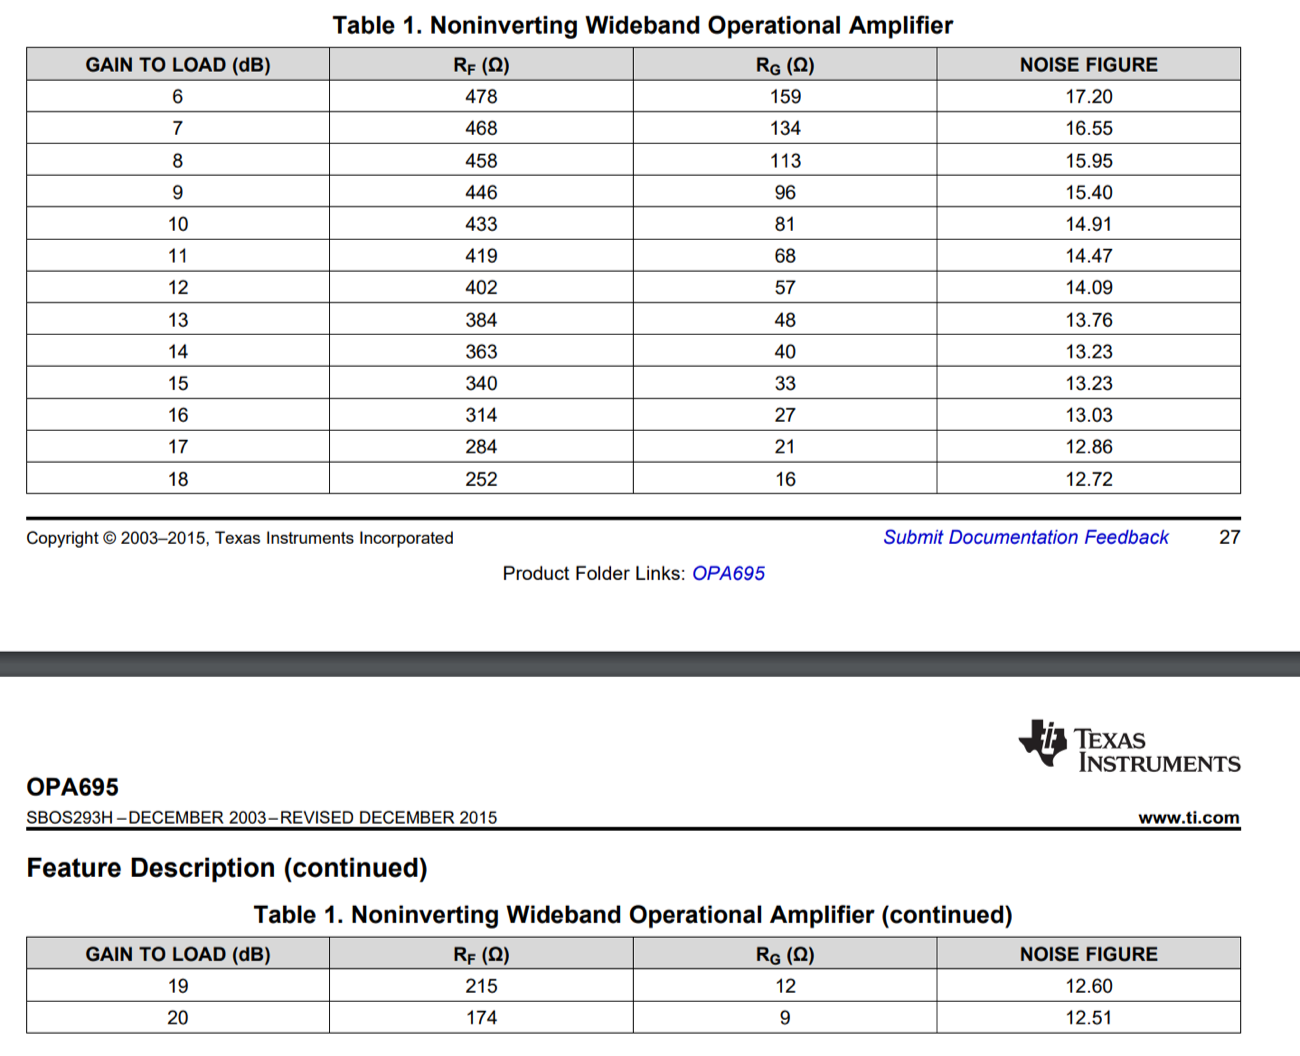 Table 1. Noninverting Wideband Operational Amplifier
GAIN TO LOAD (dB) RF (Ω) RG (Ω) NOISE FIGURE
6 478 159 17.20
7 468 134 16.55
8 458 113 15.95
9 446 96 15.40
10 433 81 14.91
11 419 68 14.47
12 402 57 14.09
13 384 48 13.76
14 363 40 13.23
15 340 33 13.23
16 314 27 13.03
17 284 21 12.86
18 252 16 12.72
Copyright © 2003–2015, Texas Instruments Incorporated Submit Documentation Feedback 27
Product Folder Links: OPA695
TEXAS
INSTRUMENTS
OPA695
SBOS293H –DECEMBER 2003–REVISED DECEMBER 2015 www.ti.com
Feature Description (continued)
Table 1. Noninverting Wideband Operational Amplifier (continued)
GAIN TO LOAD (dB) RF (Ω) RG (Ω) NOISE FIGURE
19 215 12 12.60
20 174 9 12.51